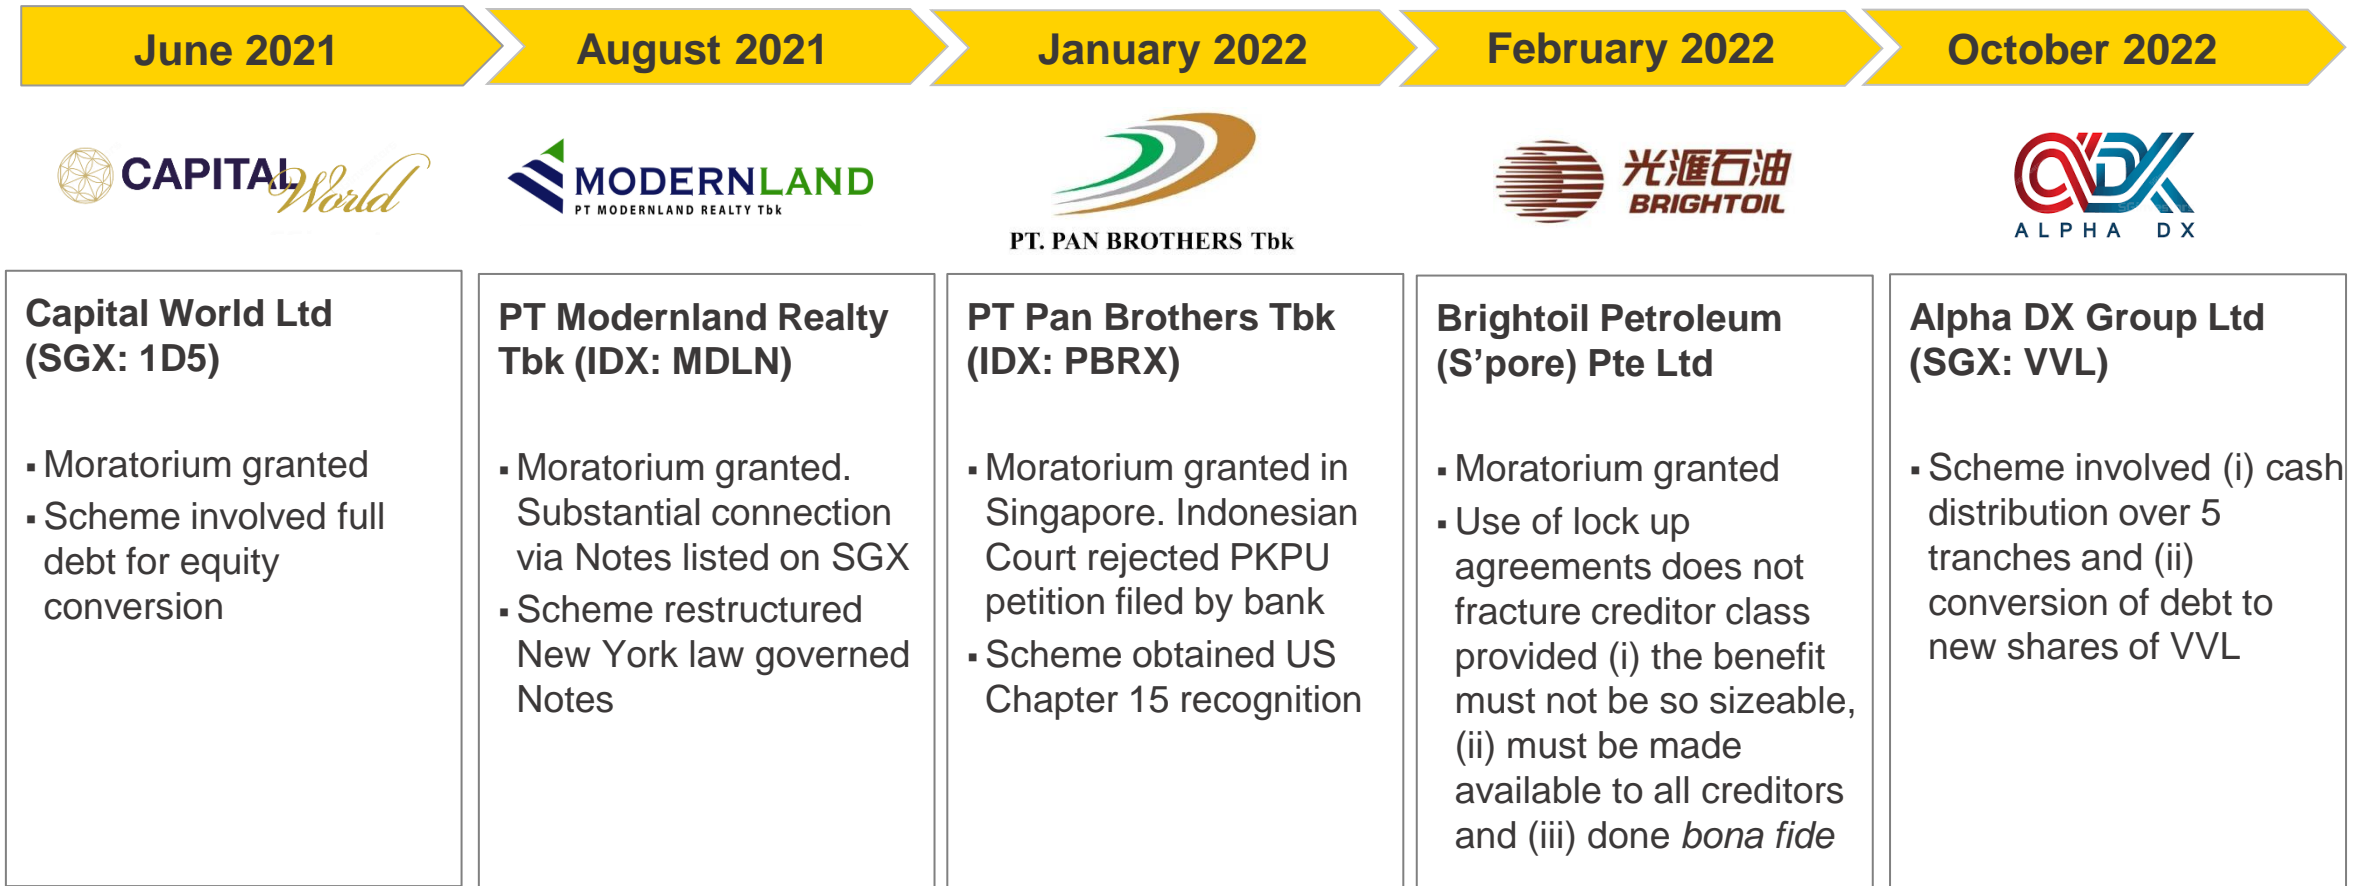 June 2021
August 2021
January 2022
February 2022
October 2022
CAPITAL
World
MODERNLAND
PT MODERNLAND REALTY Tbk
PT. PAN BROTHERS Tbk
光滙石油
BRIGHTOIL
ADX
ALPHA DX
Capital World Ltd
(SGX: 1D5)
▪ Moratorium granted
▪ Scheme involved full
debt for equity
conversion
PT Modernland Realty
Tbk (IDX: MDLN)
▪ Moratorium granted.
Substantial connection
via Notes listed on SGX
▪ Scheme restructured
New York law governed
Notes
PT Pan Brothers Tbk
(IDX: PBRX)
▪ Moratorium granted in
Singapore. Indonesian
Court rejected PKPU
petition filed by bank
▪ Scheme obtained US
Chapter 15 recognition
Brightoil Petroleum
(S’pore) Pte Ltd
▪ Moratorium granted
▪ Use of lock up
agreements does not
fracture creditor class
provided (i) the benefit
must not be so sizeable,
(ii) must be made
available to all creditors
and (iii) done bona fide
Alpha DX Group Ltd
(SGX: VVL)
▪ Scheme involved (i) cash
distribution over 5
tranches and (ii)
conversion of debt to
new shares of VVL